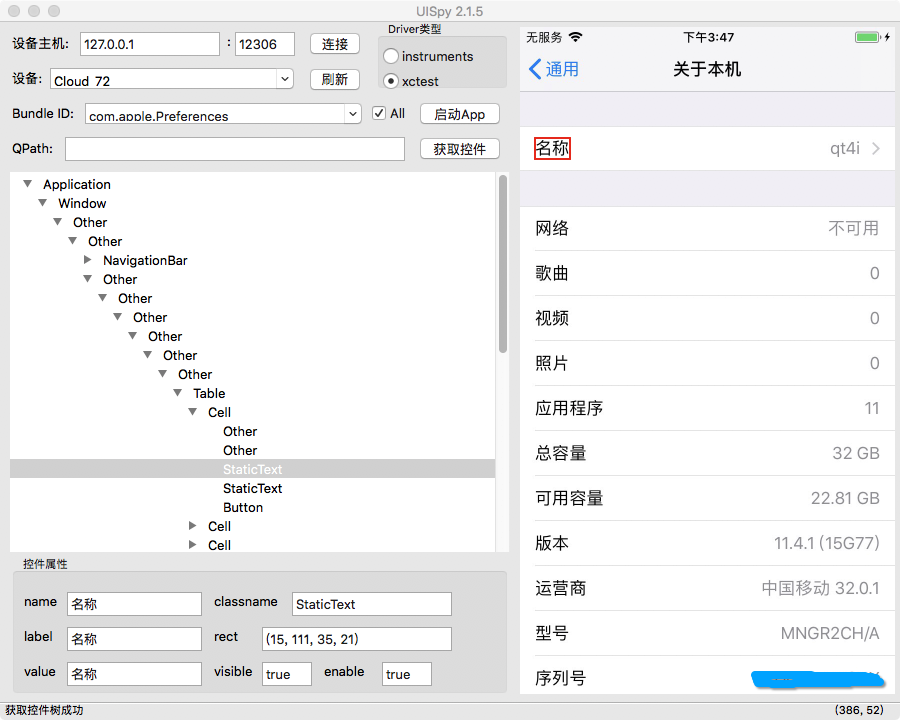 UISpy 2.1.5
设备主机: 127.0.0.1 : 12306 连接
Driver类型
instruments
xctest
设备: Cloud_72 刷新
Bundle ID: com.apple.Preferences All 启动App
QPath: 获取控件
Application
Window
Other
Other
NavigationBar
Other
Other
Other
Other
Other
Other
Table
Cell
Other
Other
StaticText
StaticText
Button
Cell
Cell
控件属性
name 名称 classname StaticText
label 名称 rect (15, 111, 35, 21)
value 名称 visible true enable true
获取控件树成功
无服务 下午3:47
通用 关于本机
名称 qt4i
网络 不可用
歌曲 0
视频 0
照片 0
应用程序 11
总容量 32 GB
可用容量 22.81 GB
版本 11.4.1 (15G77)
运营商 中国移动 32.0.1
型号 MNGR2CH/A
序列号
(386, 52)